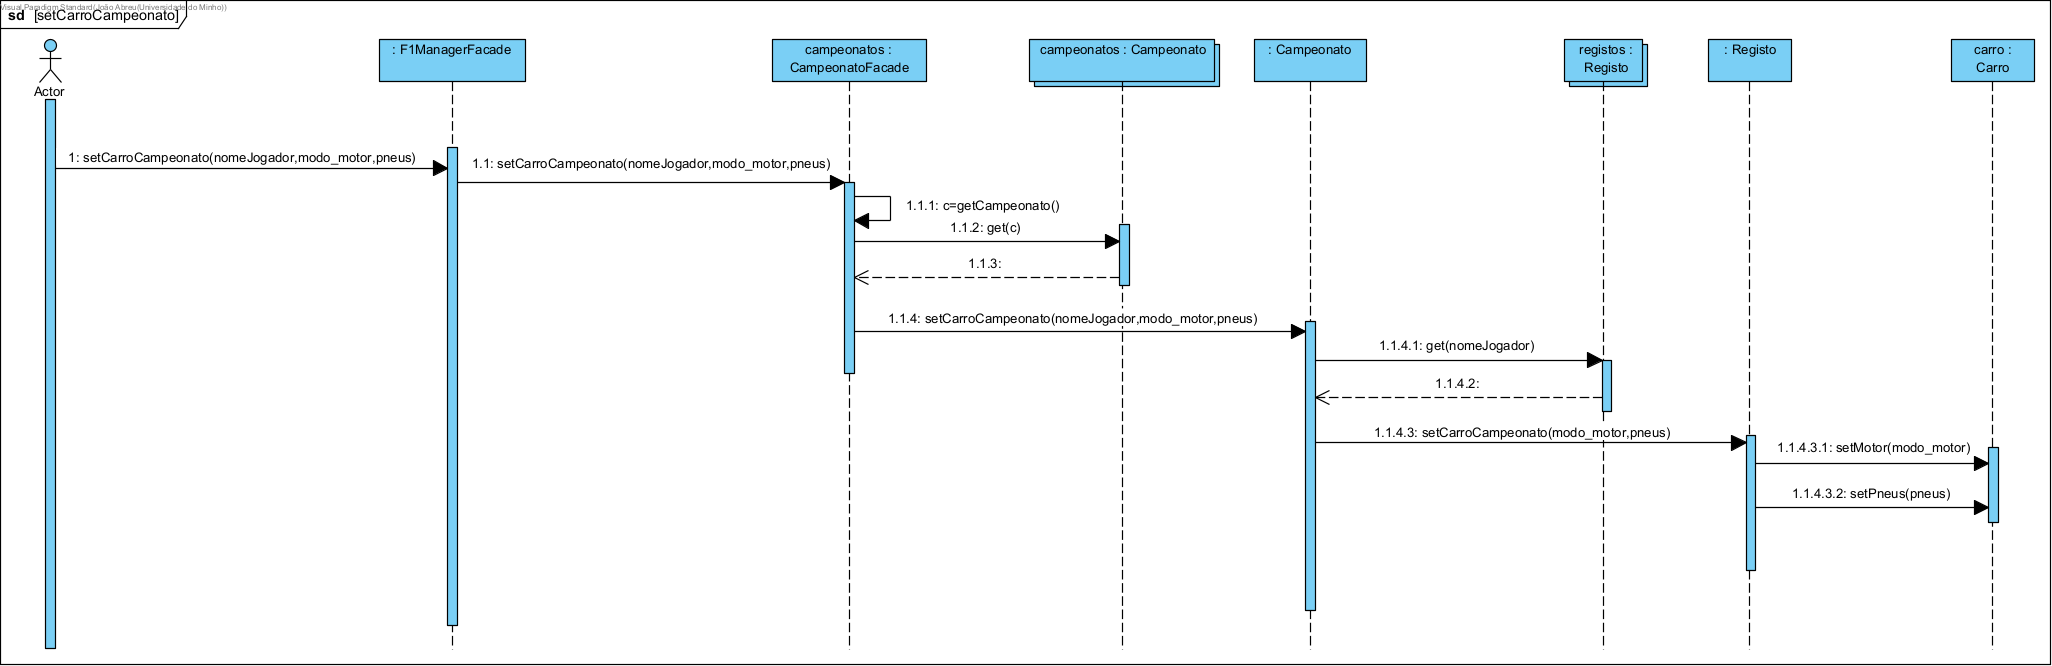 Visual Paradigm Standard(João Abreu(Universidade do Minho))
sd [setCarroCampeonato]
Actor
: F1ManagerFacade
campeonatos :
CampeonatoFacade
campeonatos : Campeonato
: Campeonato
registos :
Registo
: Registo
carro :
Carro
1: setCarroCampeonato(nomeJogador,modo_motor,pneus)
1.1: setCarroCampeonato(nomeJogador,modo_motor,pneus)
1.1.1: c=getCampeonato()
1.1.2: get(c)
1.1.3:
1.1.4: setCarroCampeonato(nomeJogador,modo_motor,pneus)
1.1.4.1: get(nomeJogador)
1.1.4.2:
1.1.4.3: setCarroCampeonato(modo_motor,pneus)
1.1.4.3.1: setMotor(modo_motor)
1.1.4.3.2: setPneus(pneus)